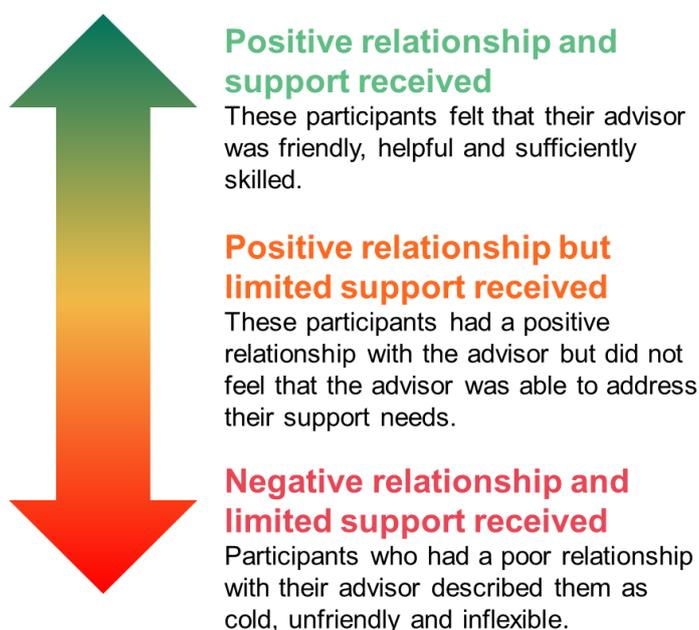 Positive relationship and
support received
These participants felt that their advisor
was friendly, helpful and sufficiently
skilled.
Positive relationship but
limited support received
These participants had a positive
relationship with the advisor but did not
feel that the advisor was able to address
their support needs.
Negative relationship and
limited support received
Participants who had a poor relationship
with their advisor described them as
cold, unfriendly and inflexible.